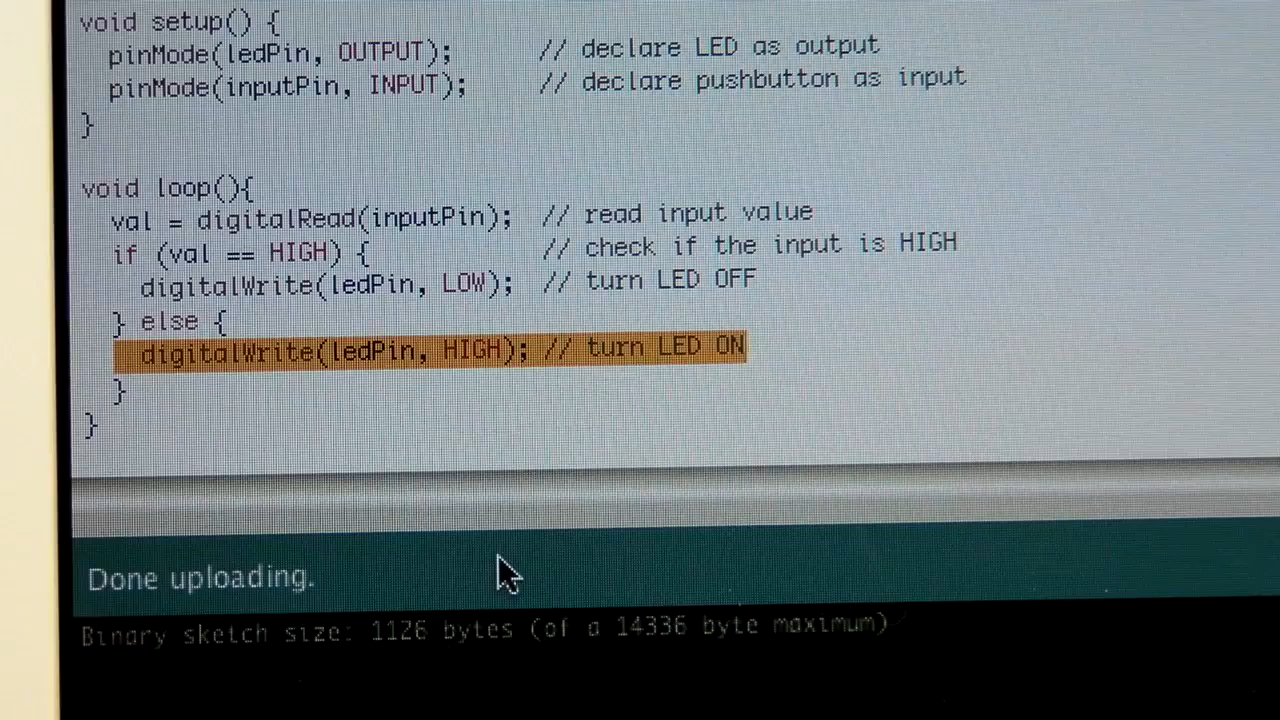 void setup() {
  pinMode(ledPin, OUTPUT);      // declare LED as output
  pinMode(inputPin, INPUT);     // declare pushbutton as input
}
void loop(){
  val = digitalRead(inputPin);  // read input value
  if (val == HIGH) {            // check if the input is HIGH
    digitalWrite(ledPin, LOW);  // turn LED OFF
  } else {
    digitalWrite(ledPin, HIGH); // turn LED ON
  }
}
Done uploading.
Binary sketch size: 1126 bytes (of a 14336 byte maximum)